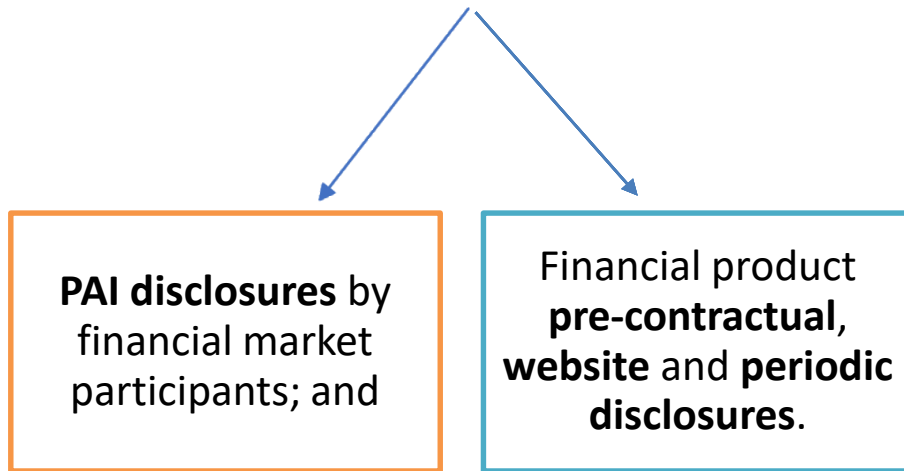 PAI disclosures by
financial market
participants; and
Financial product
pre-contractual,
website and periodic
disclosures.